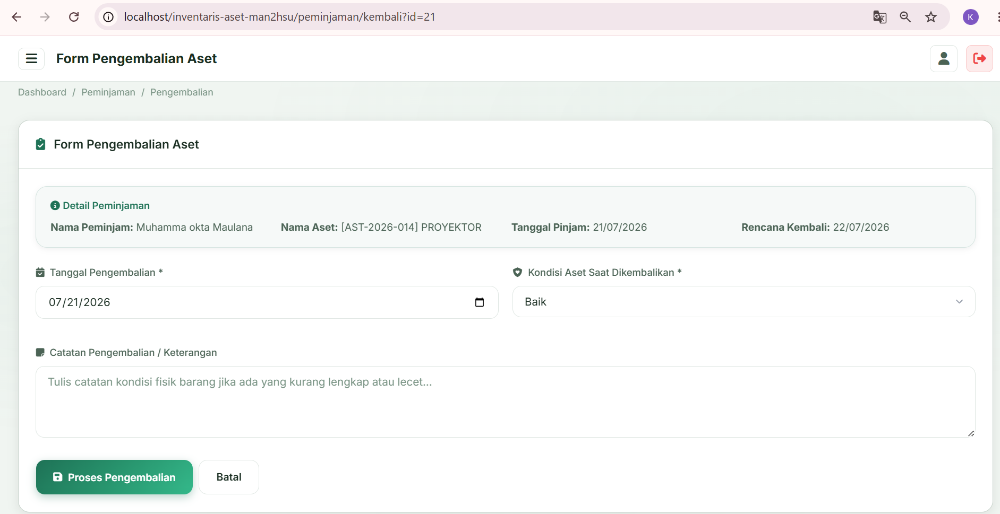 localhost/inventaris-aset-man2hsu/peminjaman/kembali?id=21
K
Form Pengembalian Aset
Dashboard / Peminjaman / Pengembalian
Form Pengembalian Aset
Detail Peminjaman
Nama Peminjam: Muhamma okta Maulana Nama Aset: [AST-2026-014] PROYEKTOR Tanggal Pinjam: 21/07/2026 Rencana Kembali: 22/07/2026
Tanggal Pengembalian * Kondisi Aset Saat Dikembalikan *
07/21/2026 Baik
Catatan Pengembalian / Keterangan
Tulis catatan kondisi fisik barang jika ada yang kurang lengkap atau lecet...
Proses Pengembalian Batal